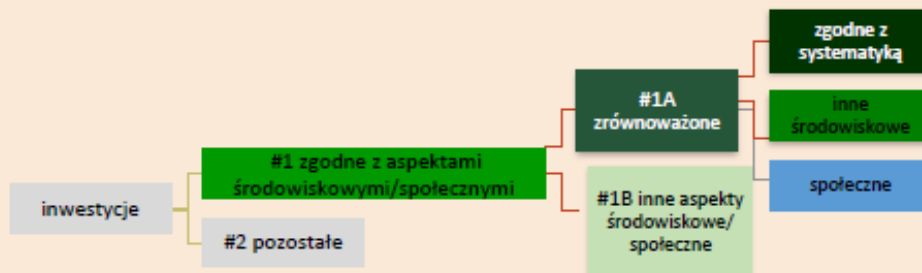 inwestycje
#1 zgodne z aspektami
środowiskowymi/społecznymi
#2 pozostałe
#1A
zrównoważone
#1B inne aspekty
środowiskowe/
społeczne
zgodne z
systematyką
inne
środowiskowe
społeczne